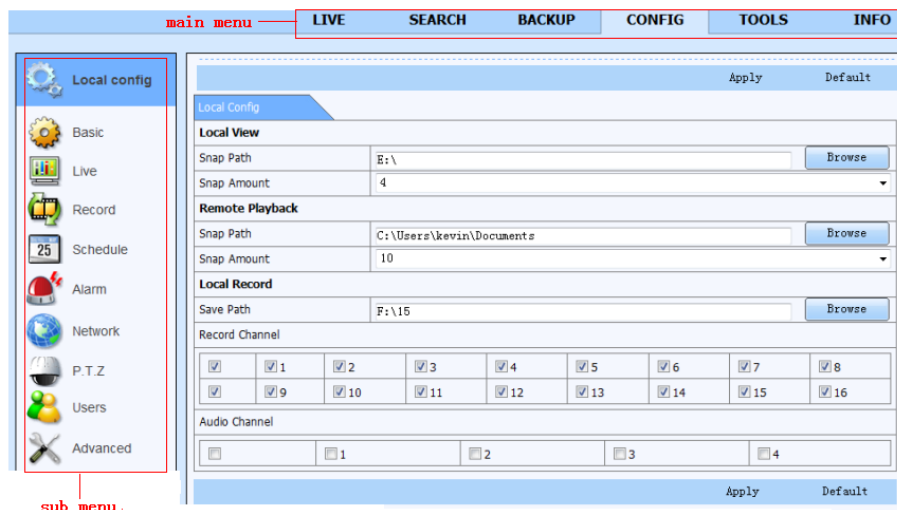 main menu
LIVE SEARCH BACKUP CONFIG TOOLS INFO
Local config
Basic
Live
Record
25
Schedule
Alarm
Network
P.T.Z
Users
Advanced
sub menu.
Apply Default
Local Config
Local View
Snap Path E:\ Browse
Snap Amount 4
Remote Playback
Snap Path C:\Users\kevin\Documents Browse
Snap Amount 10
Local Record
Save Path F:\15 Browse
Record Channel
1 2 3 4 5 6 7 8
9 10 11 12 13 14 15 16
Audio Channel
1 2 3 4
Apply Default